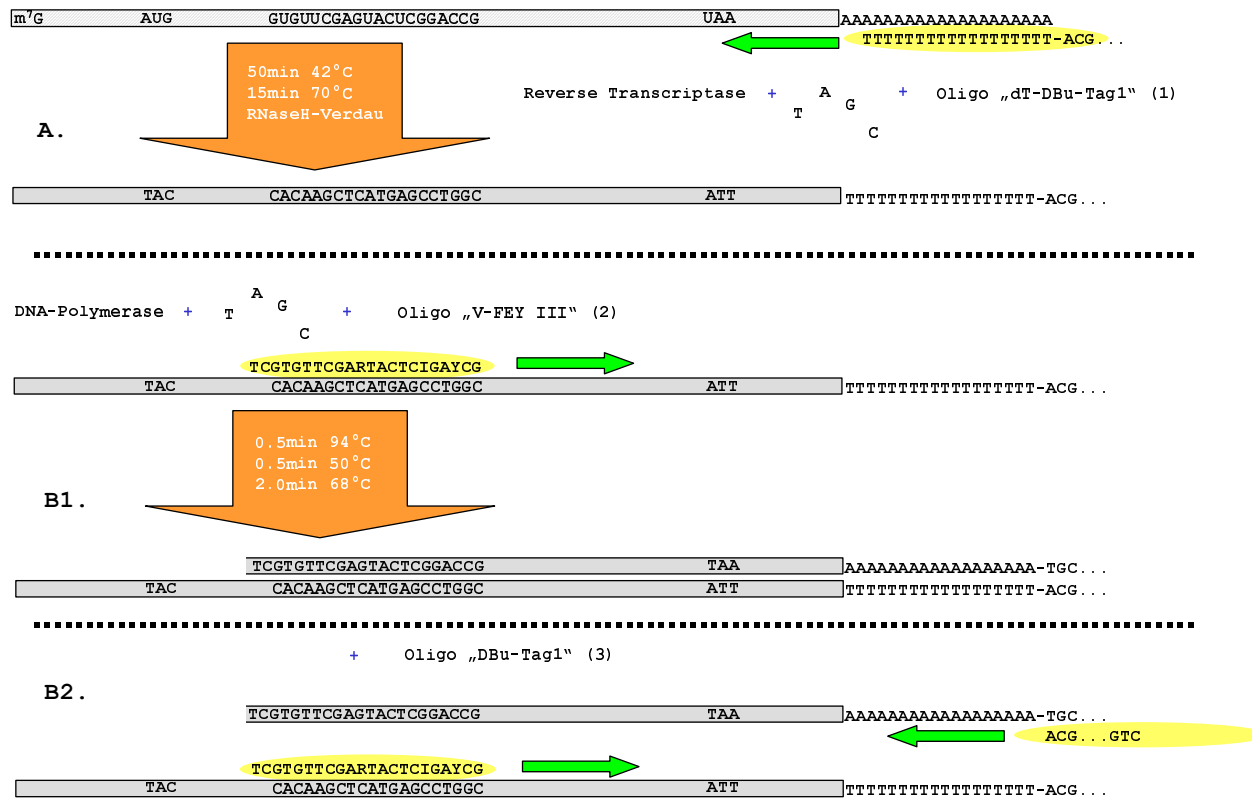 m⁷G AUG GUGUUCGAGUACUCGGACCG UAA AAAAAAAAAAAAAAAAAAAA
TTTTTTTTTTTTTTTTTT-ACG...
50min 42°C
15min 70°C
RNaseH-Verdau
Reverse Transcriptase + T A G C + Oligo „dT-DBu-Tag1“ (1)
A.
TAC CACAAGCTCATGAGCCTGGC ATT TTTTTTTTTTTTTTTTTT-ACG...
DNA-Polymerase + T A G C + Oligo „V-FEY III“ (2)
TCGTGTTCGARTACTCIGAYCG
TAC CACAAGCTCATGAGCCTGGC ATT TTTTTTTTTTTTTTTTTT-ACG...
0.5min 94°C
0.5min 50°C
2.0min 68°C
B1.
TCGTGTTCGAGTACTCGGACCG TAA AAAAAAAAAAAAAAAAAA-TGC...
TAC CACAAGCTCATGAGCCTGGC ATT TTTTTTTTTTTTTTTTTT-ACG...
+ Oligo „DBu-Tag1“ (3)
B2.
TCGTGTTCGAGTACTCGGACCG TAA AAAAAAAAAAAAAAAAAA-TGC...
ACG...GTC
TCGTGTTCGARTACTCIGAYCG
TAC CACAAGCTCATGAGCCTGGC ATT TTTTTTTTTTTTTTTTTT-ACG...